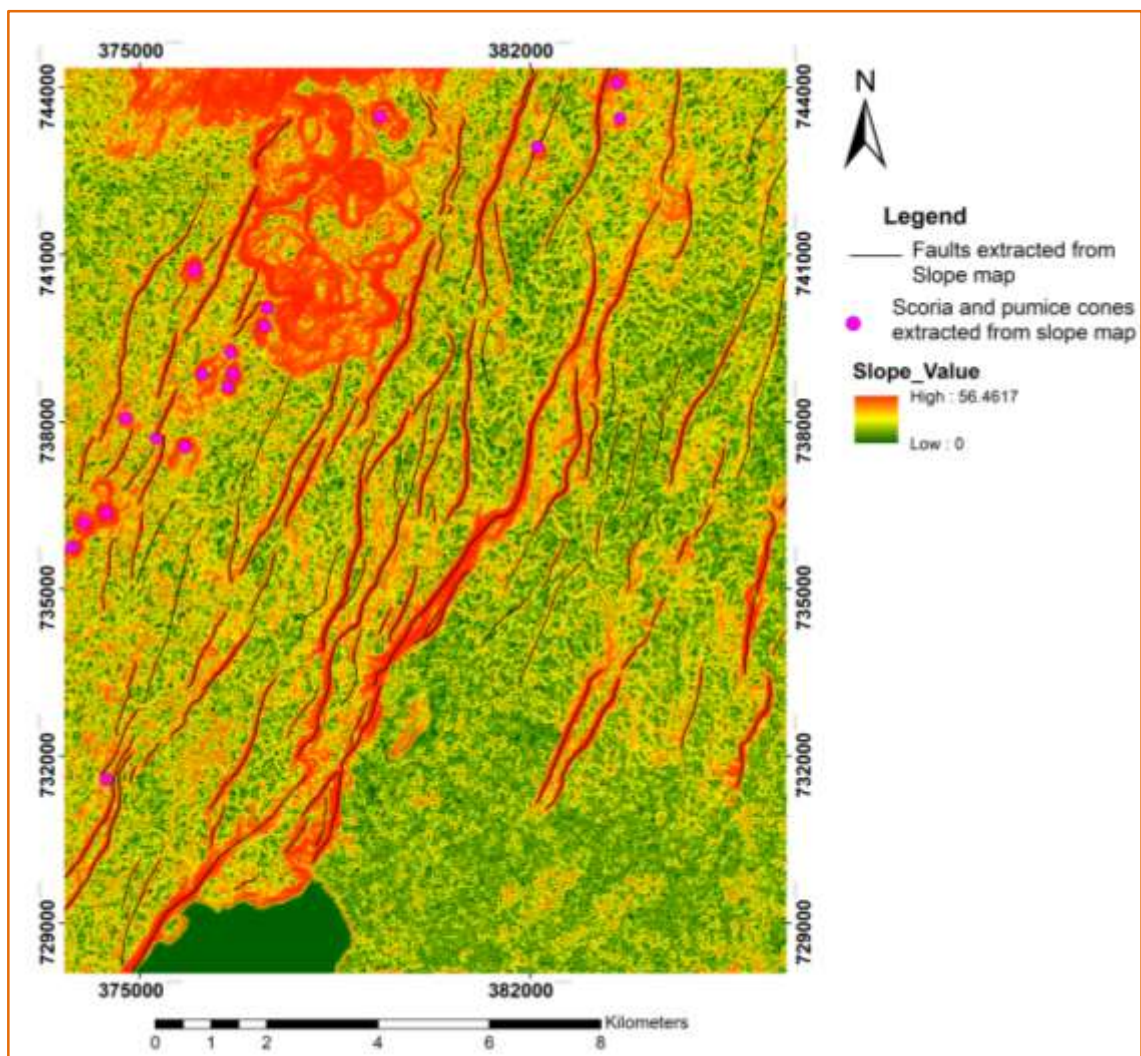 375000 382000
744000 744000
741000 741000
738000 738000
735000 735000
732000 732000
729000 729000
375000 382000
N
Legend
Faults extracted from
Slope map
Scoria and pumice cones
extracted from slope map
Slope_Value
High : 56.4617
Low : 0
Kilometers
0 1 2 4 6 8